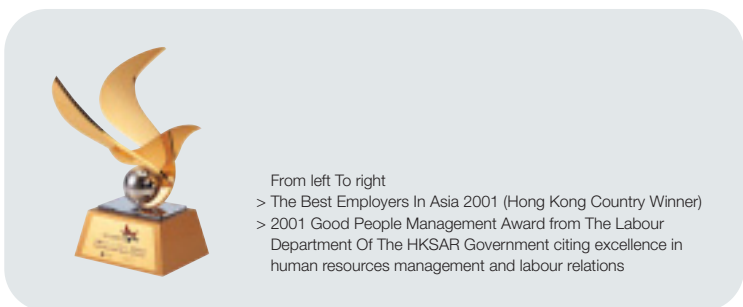 From left To right
> The Best Employers In Asia 2001 (Hong Kong Country Winner)
> 2001 Good People Management Award from The Labour
Department Of The HKSAR Government citing excellence in
human resources management and labour relations